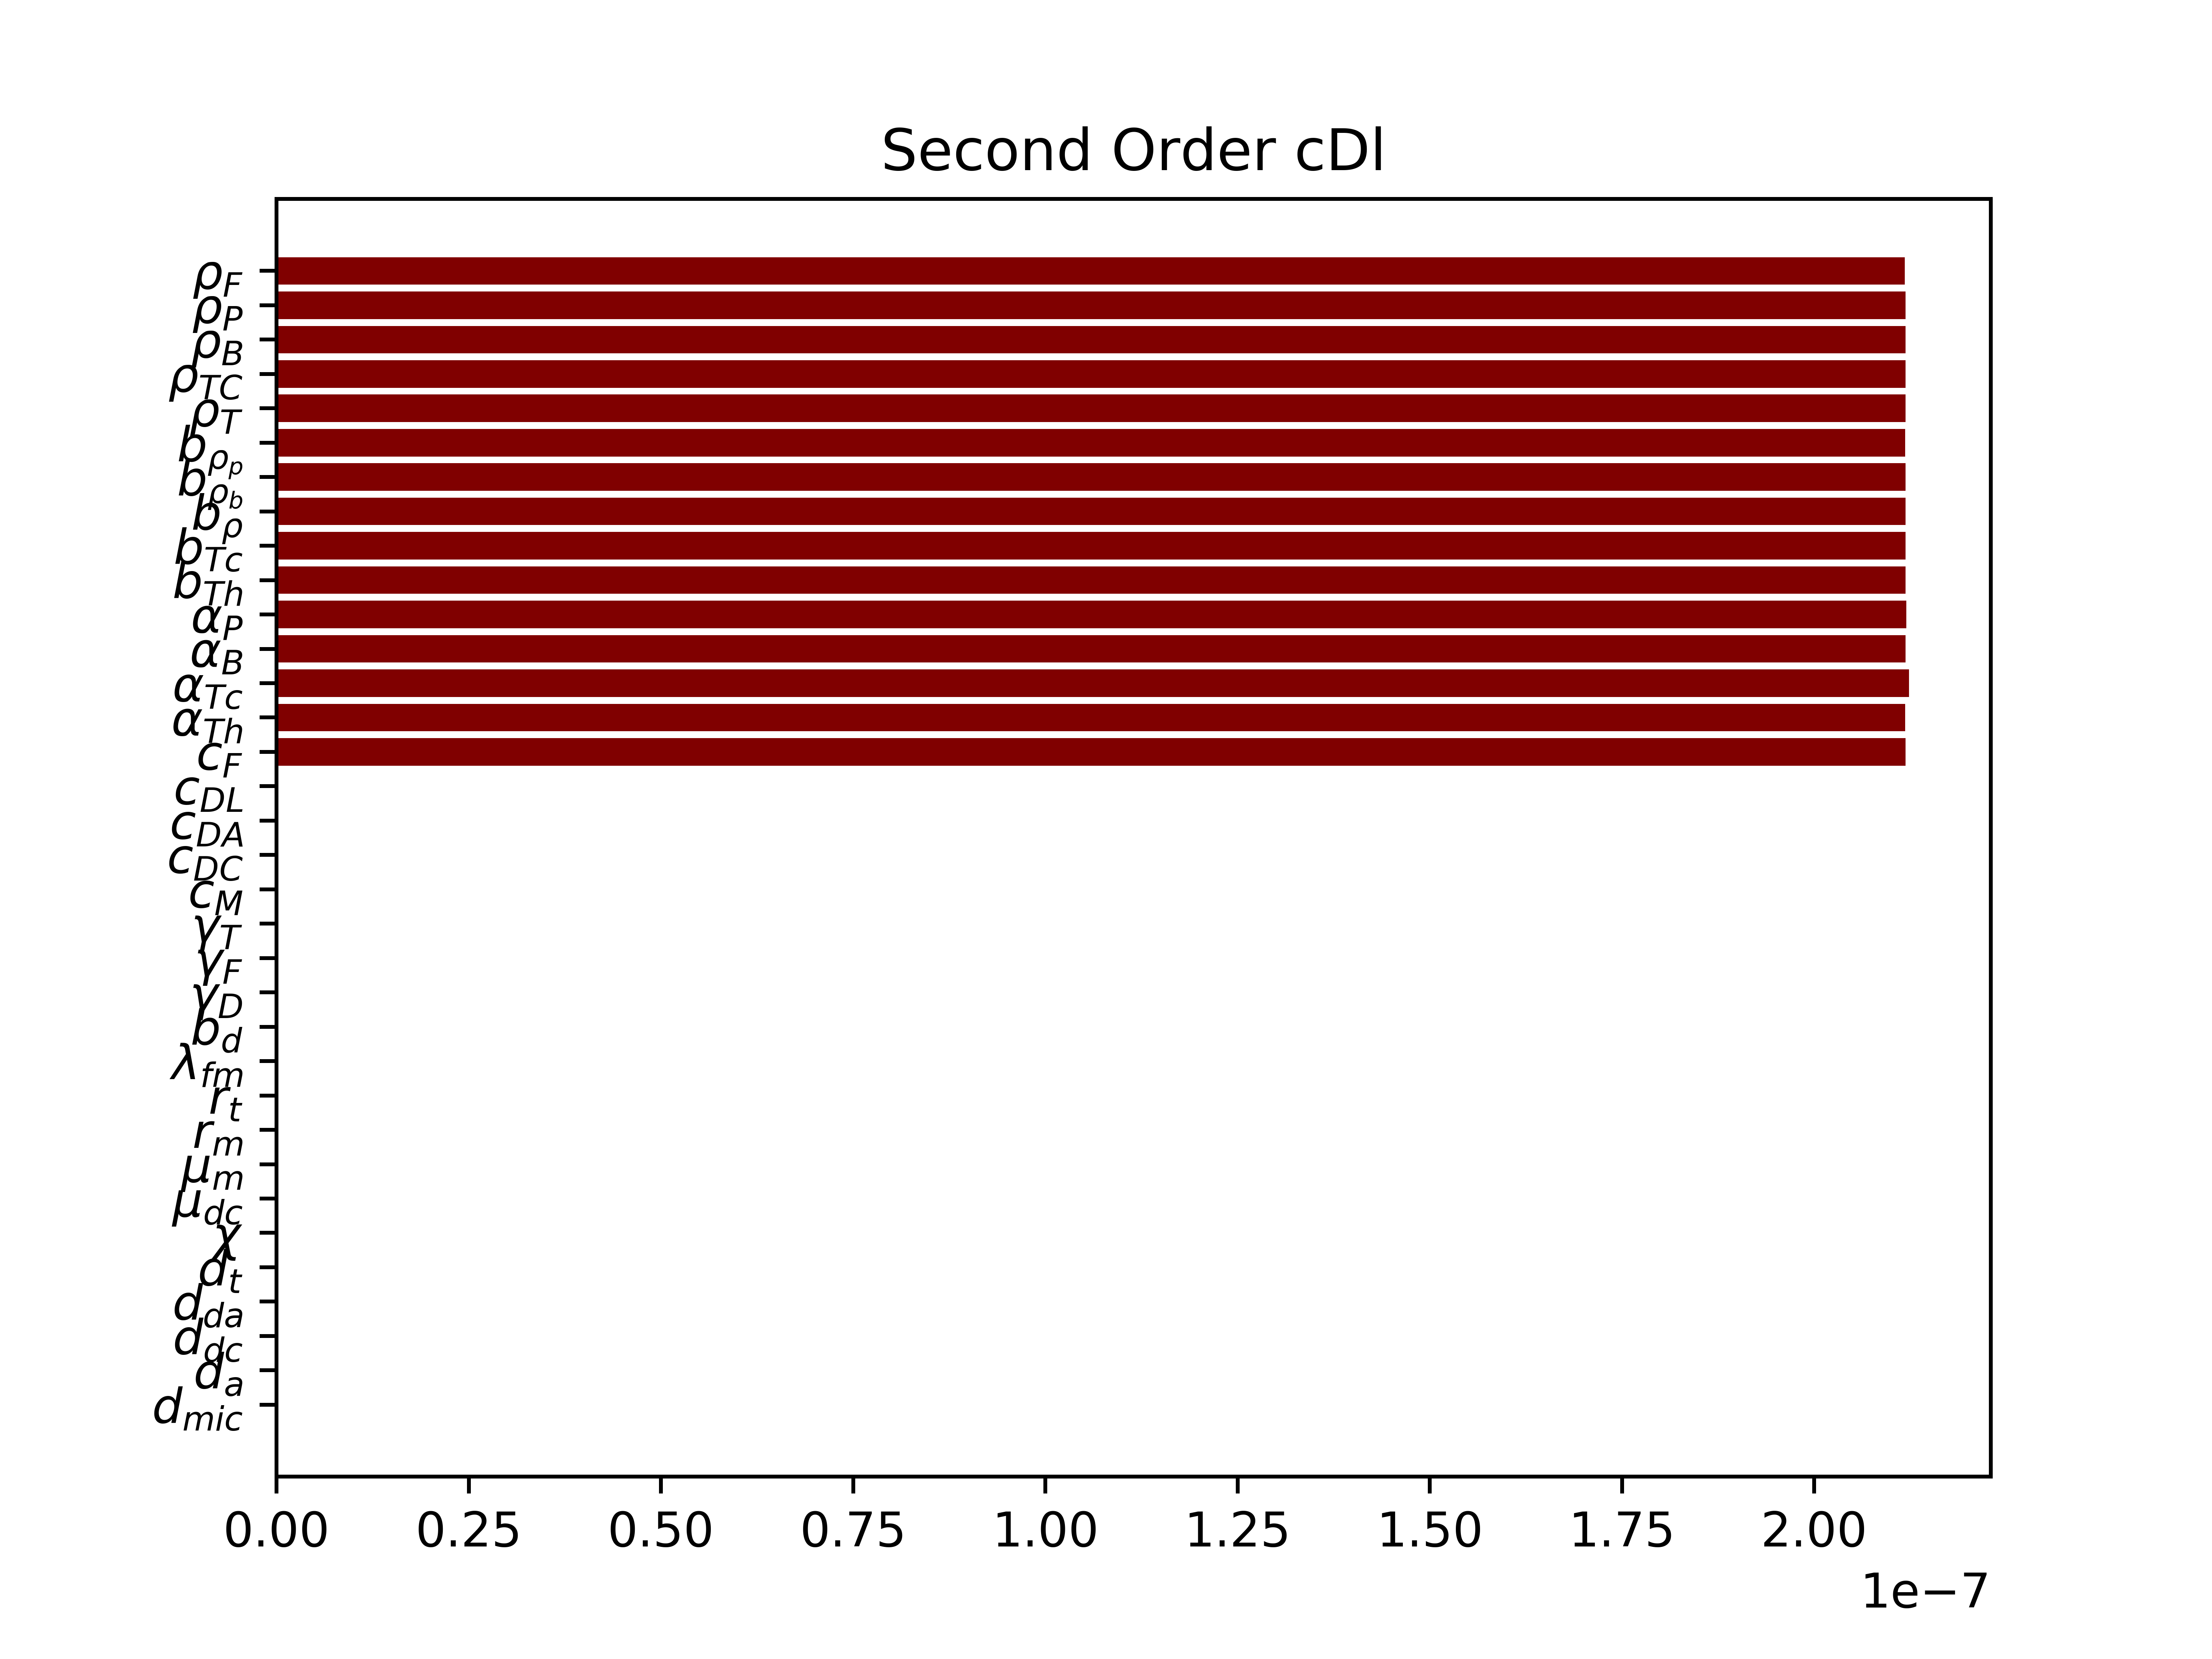 Second Order cDl
ρ_F
ρ_P
ρ_B
ρ_TC
ρ_T
b_ρ_p
b_ρ_b
b_ρ
b_Tc
b_Th
α_P
α_B
α_Tc
α_Th
c_F
c_DL
c_DA
c_DC
c_M
γ_T
γ_F
γ_D
b_d
λ_fm
r_t
r_m
μ_m
μ_dc
χ
d_t
d_da
d_dc
d_a
d_mic
0.00 0.25 0.50 0.75 1.00 1.25 1.50 1.75 2.00
1e−7